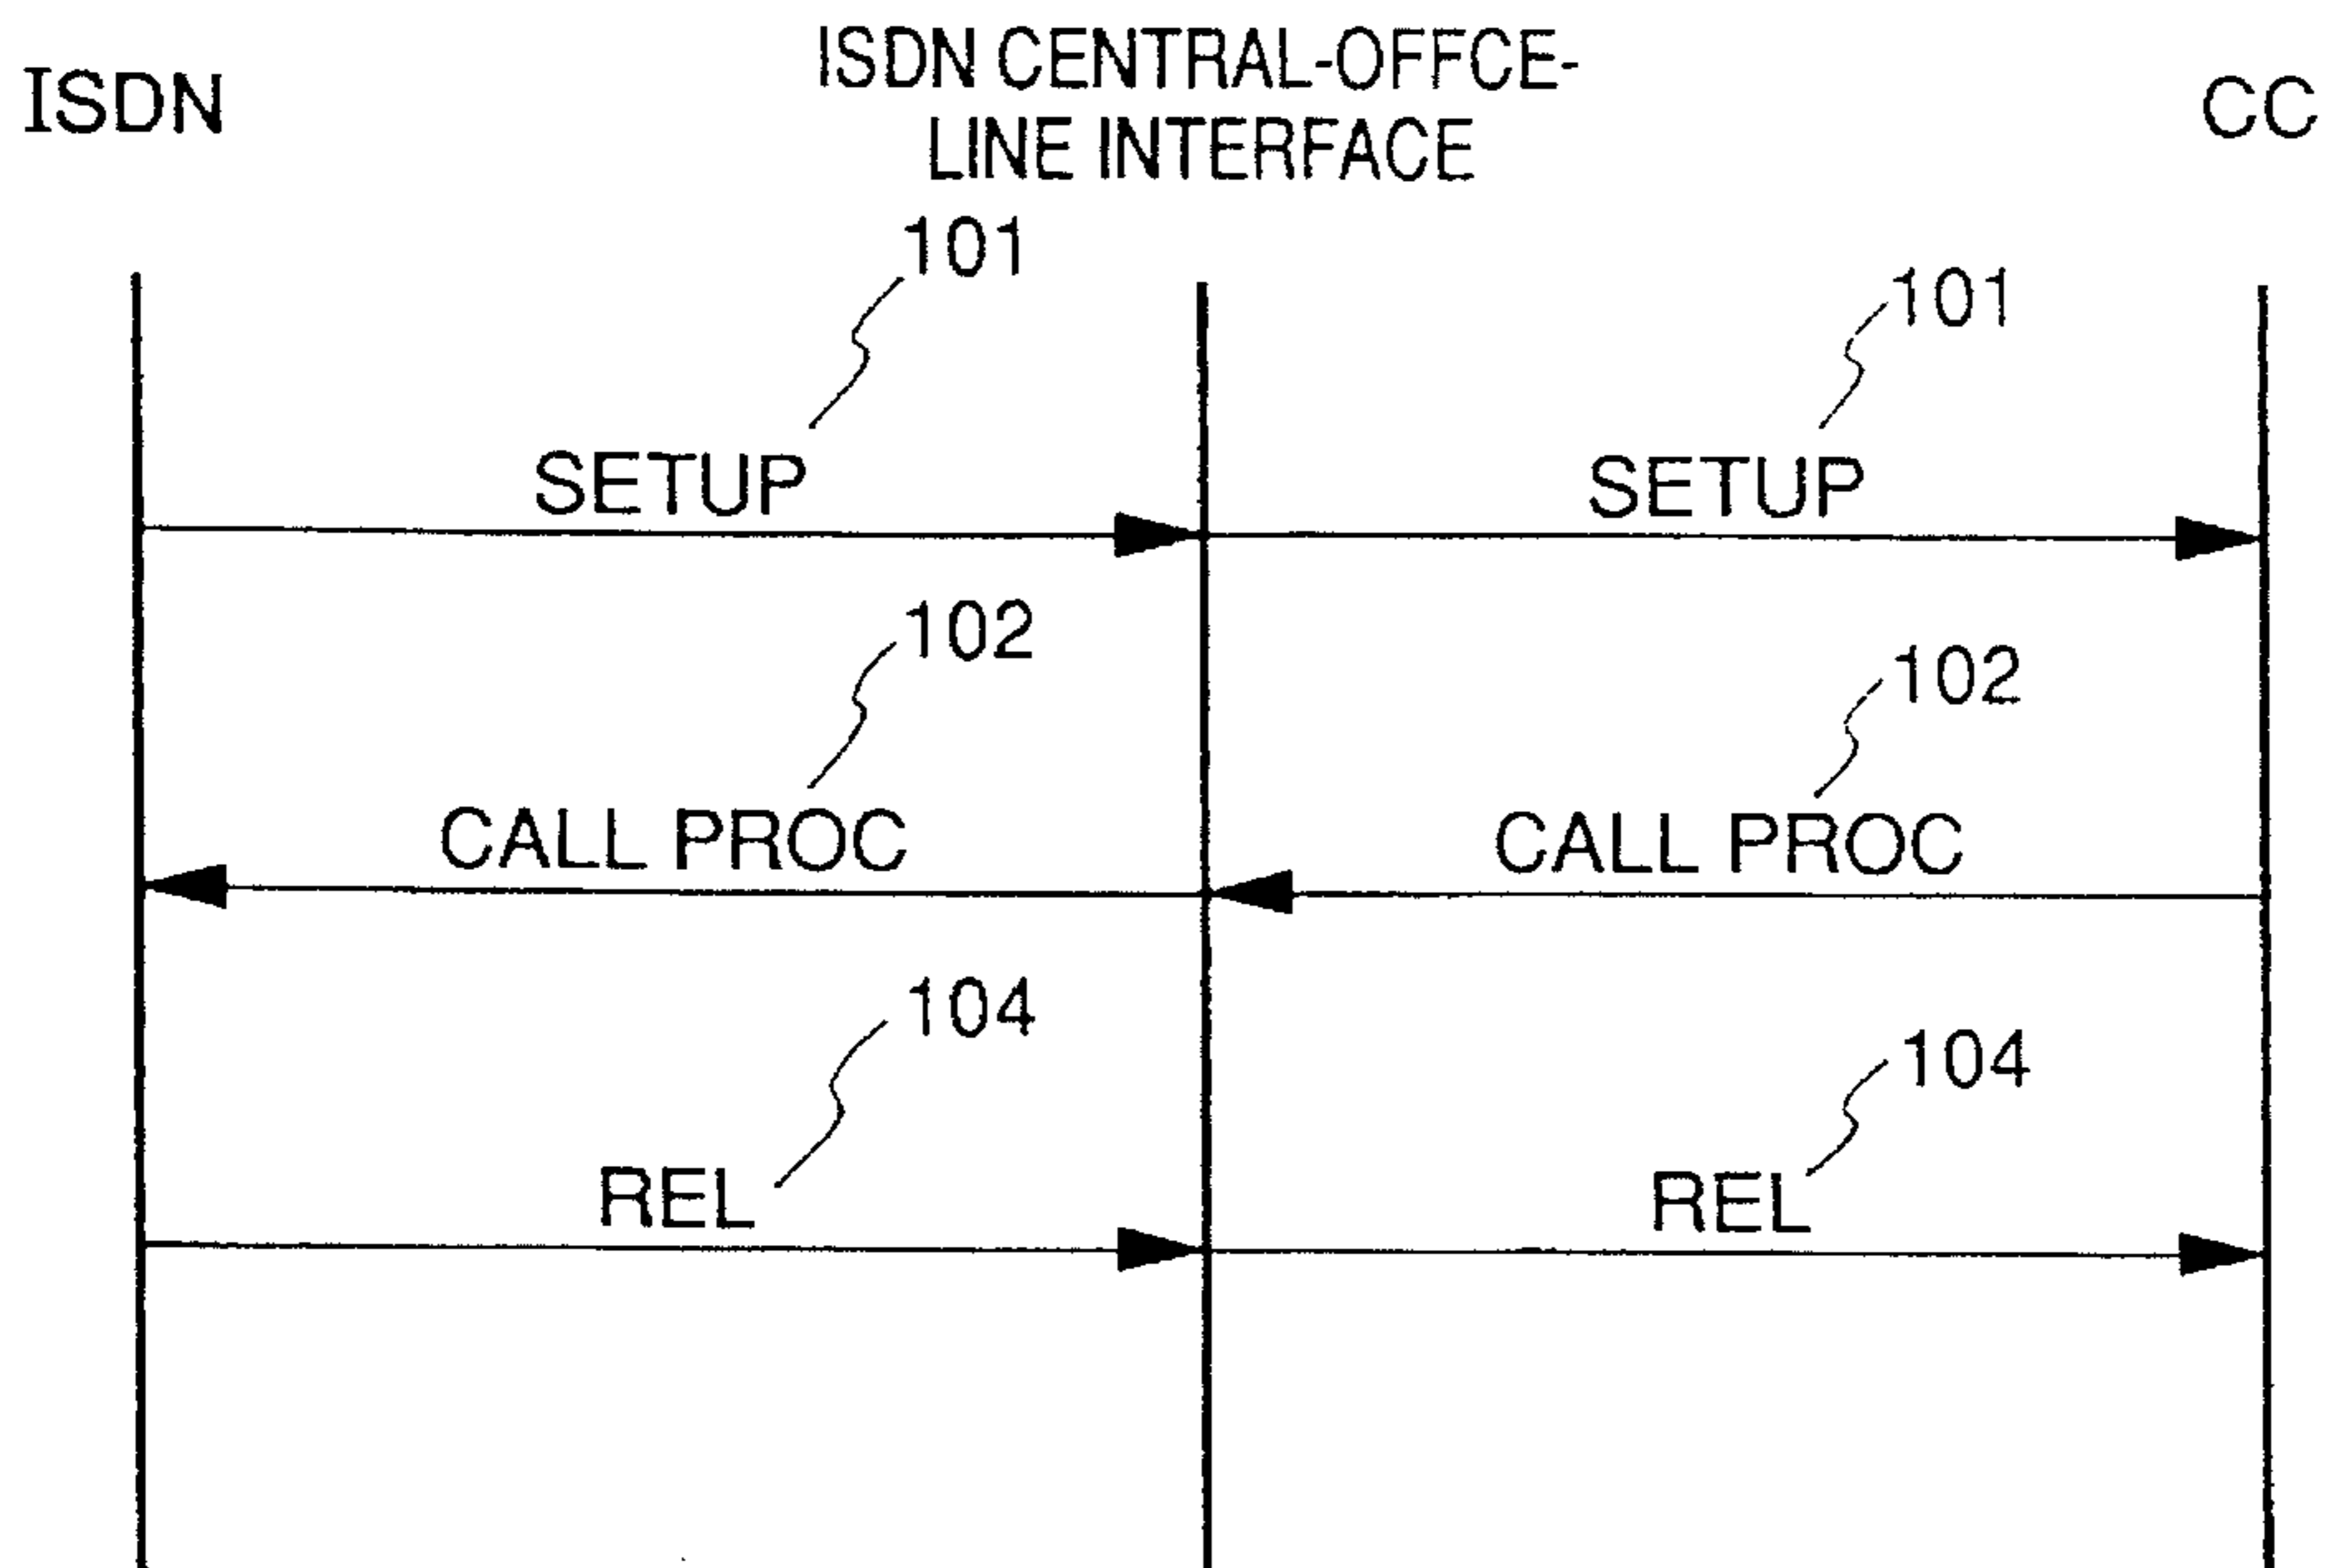 ISDN
ISDN CENTRAL-OFFCE-
LINE INTERFACE
CC
101
101
SETUP
SETUP
102
102
CALL PROC
CALL PROC
104
104
REL
REL